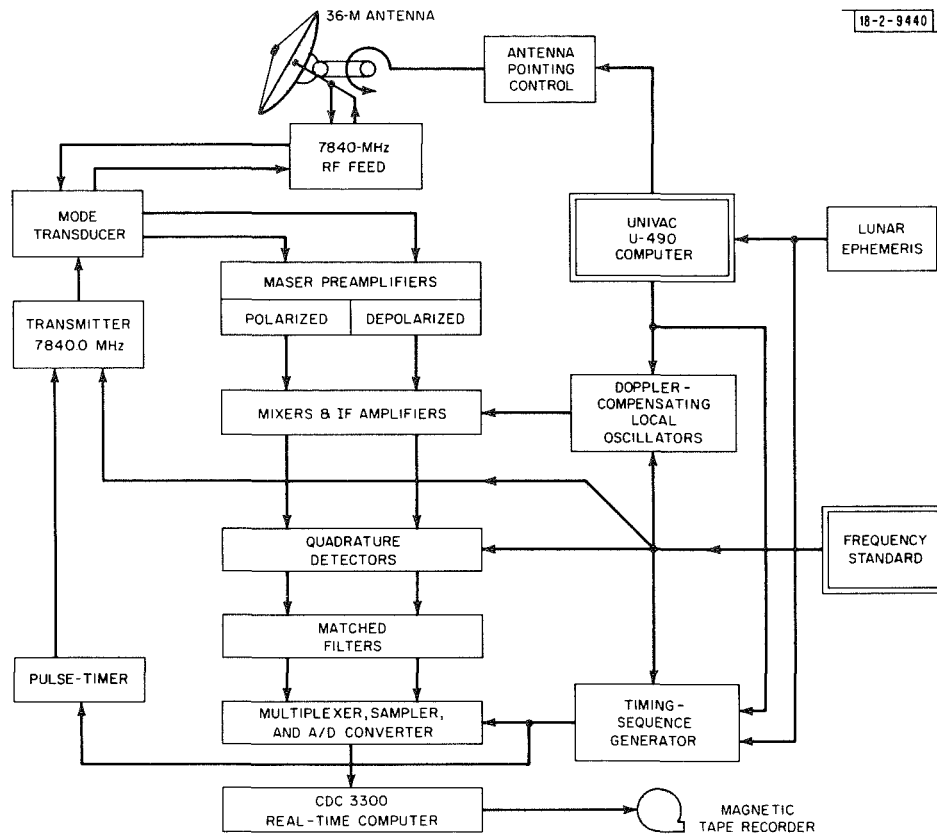 18-2-9440
36-M ANTENNA
ANTENNA
POINTING
CONTROL
7840-MHz
RF FEED
MODE
TRANSDUCER
UNIVAC
U-490
COMPUTER
LUNAR
EPHEMERIS
MASER PREAMPLIFIERS
POLARIZED
DEPOLARIZED
TRANSMITTER
7840.0 MHz
DOPPLER-
COMPENSATING
LOCAL
OSCILLATORS
MIXERS & IF AMPLIFIERS
QUADRATURE
DETECTORS
FREQUENCY
STANDARD
MATCHED
FILTERS
PULSE-TIMER
MULTIPLEXER, SAMPLER,
AND A/D CONVERTER
TIMING-
SEQUENCE
GENERATOR
CDC 3300
REAL-TIME COMPUTER
MAGNETIC
TAPE RECORDER